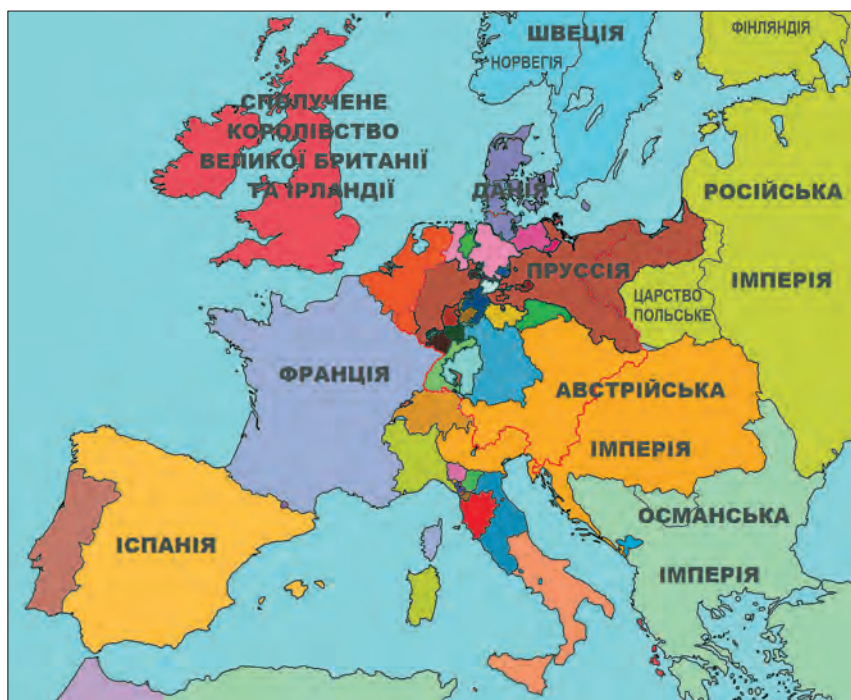 ШВЕЦІЯ
НОРВЕГІЯ
ФІНЛЯНДІЯ
СПОЛУЧЕНЕ
КОРОЛІВСТВО
ВЕЛИКОЇ БРИТАНІЇ
ТА ІРЛАНДІЇ
ДАНІЯ
РОСІЙСЬКА
ІМПЕРІЯ
ПРУССІЯ
ЦАРСТВО
ПОЛЬСЬКЕ
ФРАНЦІЯ
АВСТРІЙСЬКА
ІМПЕРІЯ
ІСПАНІЯ
ОСМАНСЬКА
ІМПЕРІЯ